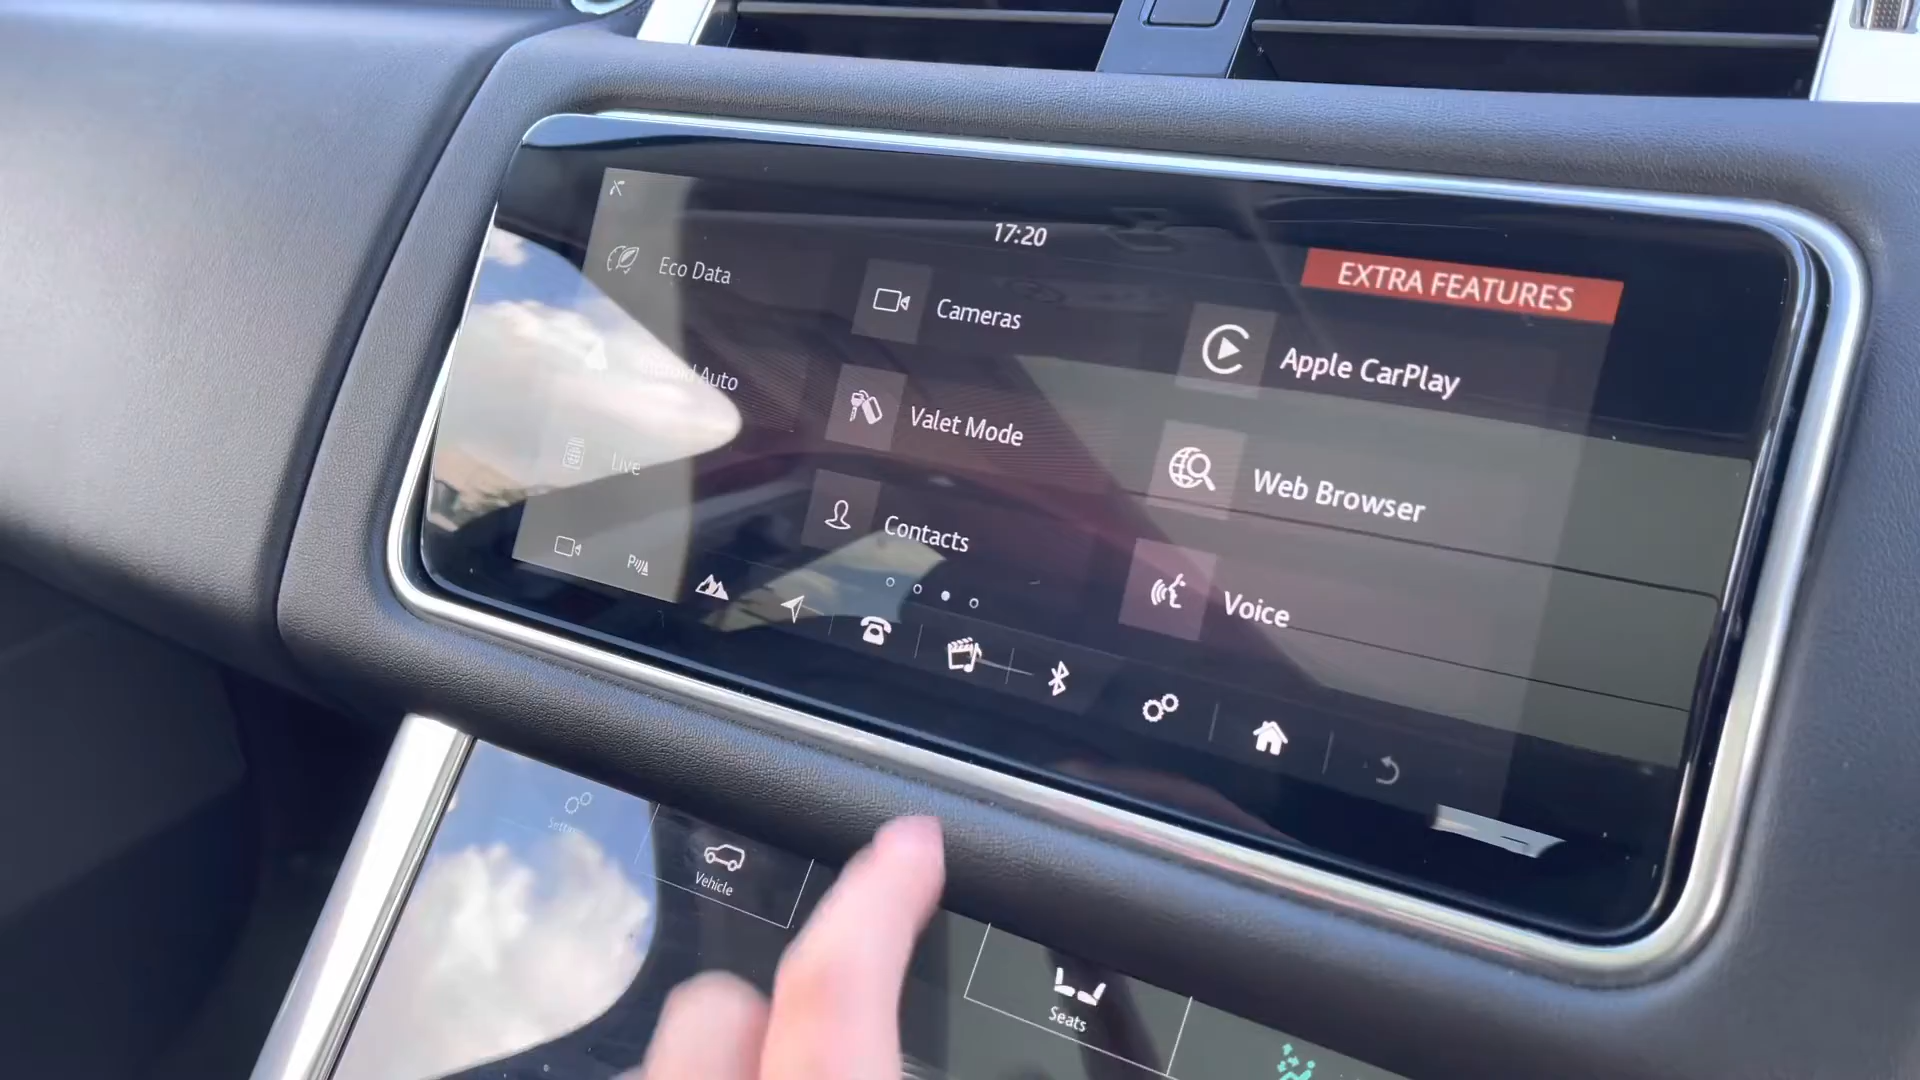 17:20
EXTRA FEATURES
Eco Data
Cameras
Apple CarPlay
Android Auto
Valet Mode
Web Browser
Live
Contacts
Voice
P
Vehicle
Seats